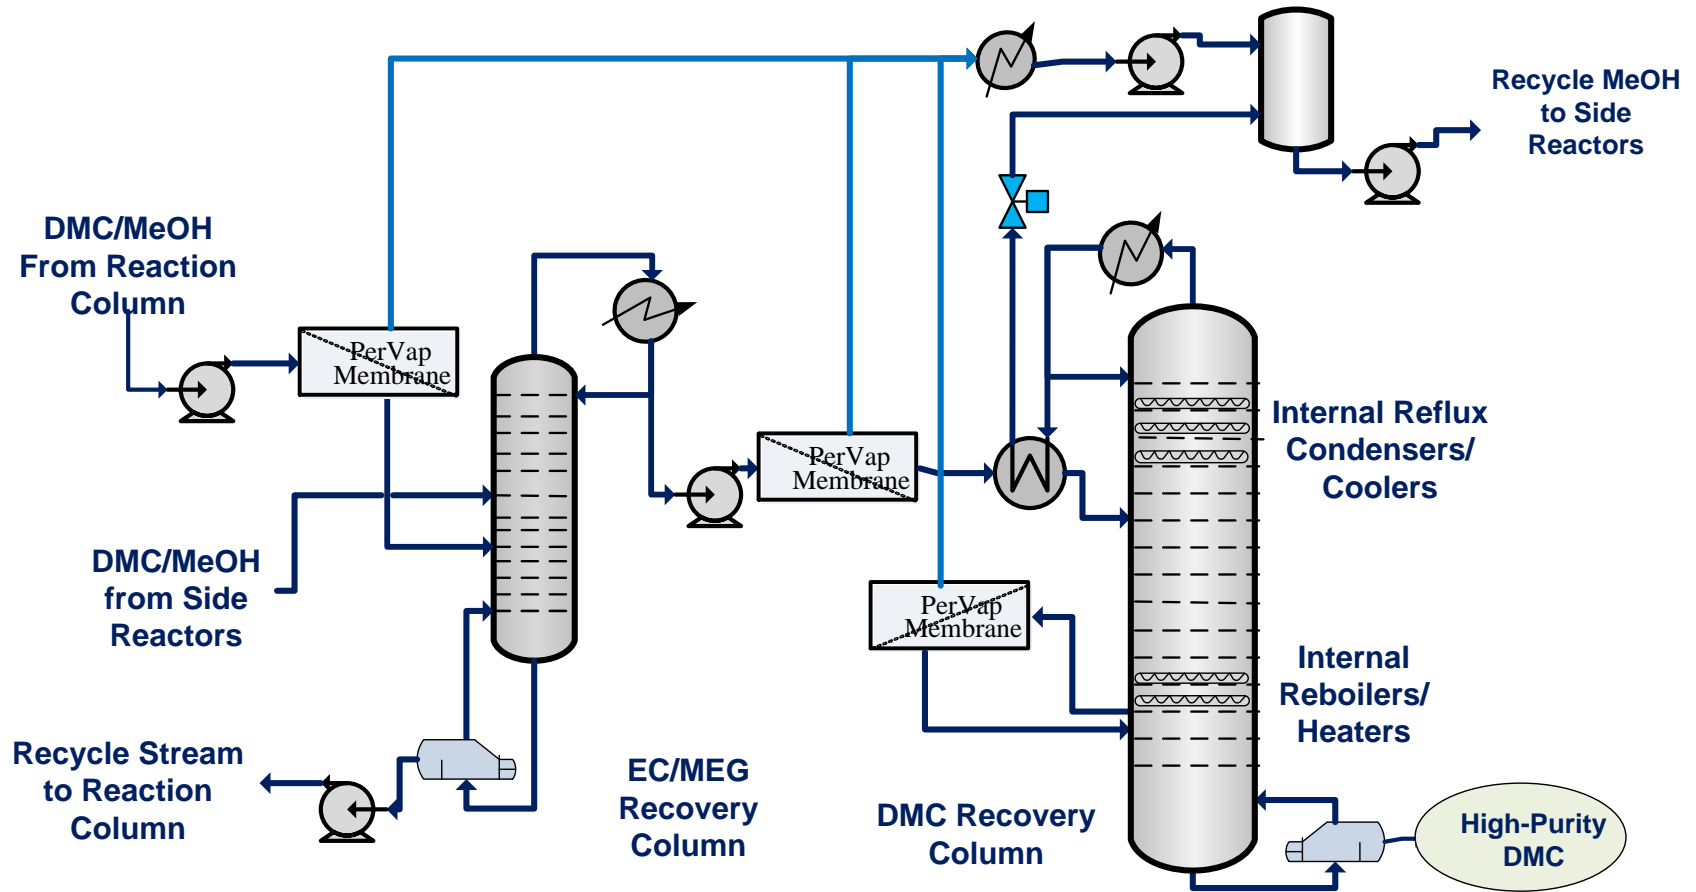 Recycle MeOH
to Side
Reactors
DMC/MeOH
From Reaction
Column
PerVap
Membrane
PerVap
Membrane
Internal Reflux
Condensers/
Coolers
DMC/MeOH
from Side
Reactors
PerVap
Membrane
Internal
Reboilers/
Heaters
Recycle Stream
to Reaction
Column
EC/MEG
Recovery
Column
DMC Recovery
Column
High-Purity
DMC